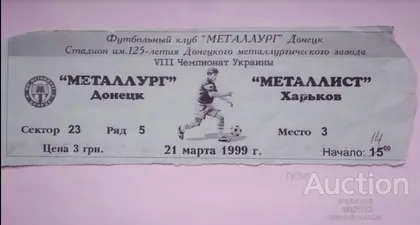 Футбольный клуб "МЕТАЛЛУРГ" Донецк
Стадион им.125-летия Донецкого металлургического завода
VIII Чемпионат Украины
"МЕТАЛЛУРГ" "МЕТАЛЛИСТ"
Донецк Харьков
Сектор 23 Ряд 5 Место 3
14
Цена 3 грн. 21 марта 1999 г. Начало: 15⁰⁰
Auction